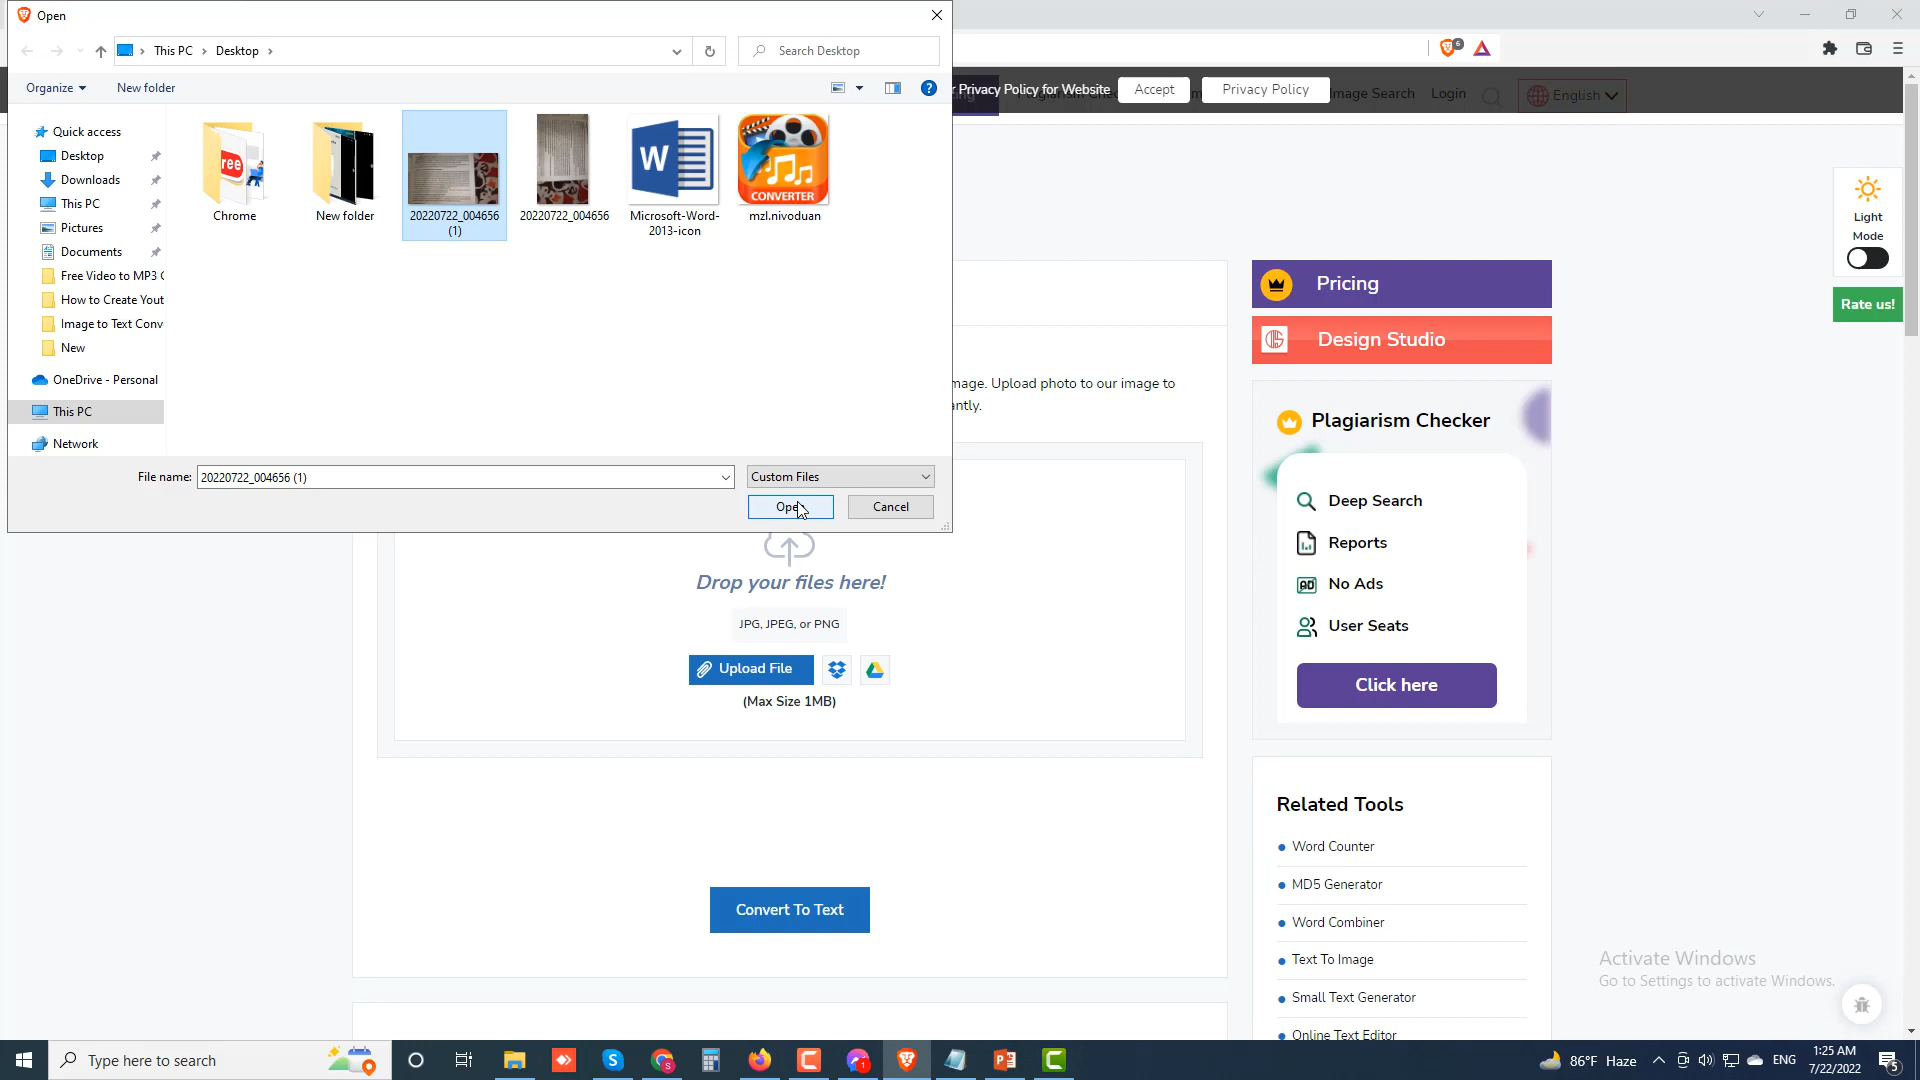 Open
This PC
Desktop
Search Desktop
Organize
New folder
Quick access
Desktop
Downloads
This PC
Pictures
Documents
Free Video to MP3 C
How to Create Yout
Image to Text Conv
New
OneDrive - Personal
This PC
Network
ree
Chrome
New folder
20220722_004656
(1)
20220722_004656
W
Microsoft-Word-
2013-icon
CONVERTER
mzl.nivoduan
File name:
20220722_004656 (1)
Custom Files
Open
Cancel
6
r Privacy Policy for Website
Accept
Privacy Policy
Image Search
Login
English
Light
Mode
Rate us!
Pricing
Design Studio
mage. Upload photo to our image to
antly.
Plagiarism Checker
Deep Search
Reports
AD
No Ads
User Seats
Click here
Drop your files here!
JPG, JPEG, or PNG
Upload File
(Max Size 1MB)
Convert To Text
Related Tools
Word Counter
MD5 Generator
Word Combiner
Text To Image
Small Text Generator
Online Text Editor
Activate Windows
Go to Settings to activate Windows.
Type here to search
86°F Haze
ENG
1:25 AM
7/22/2022
5